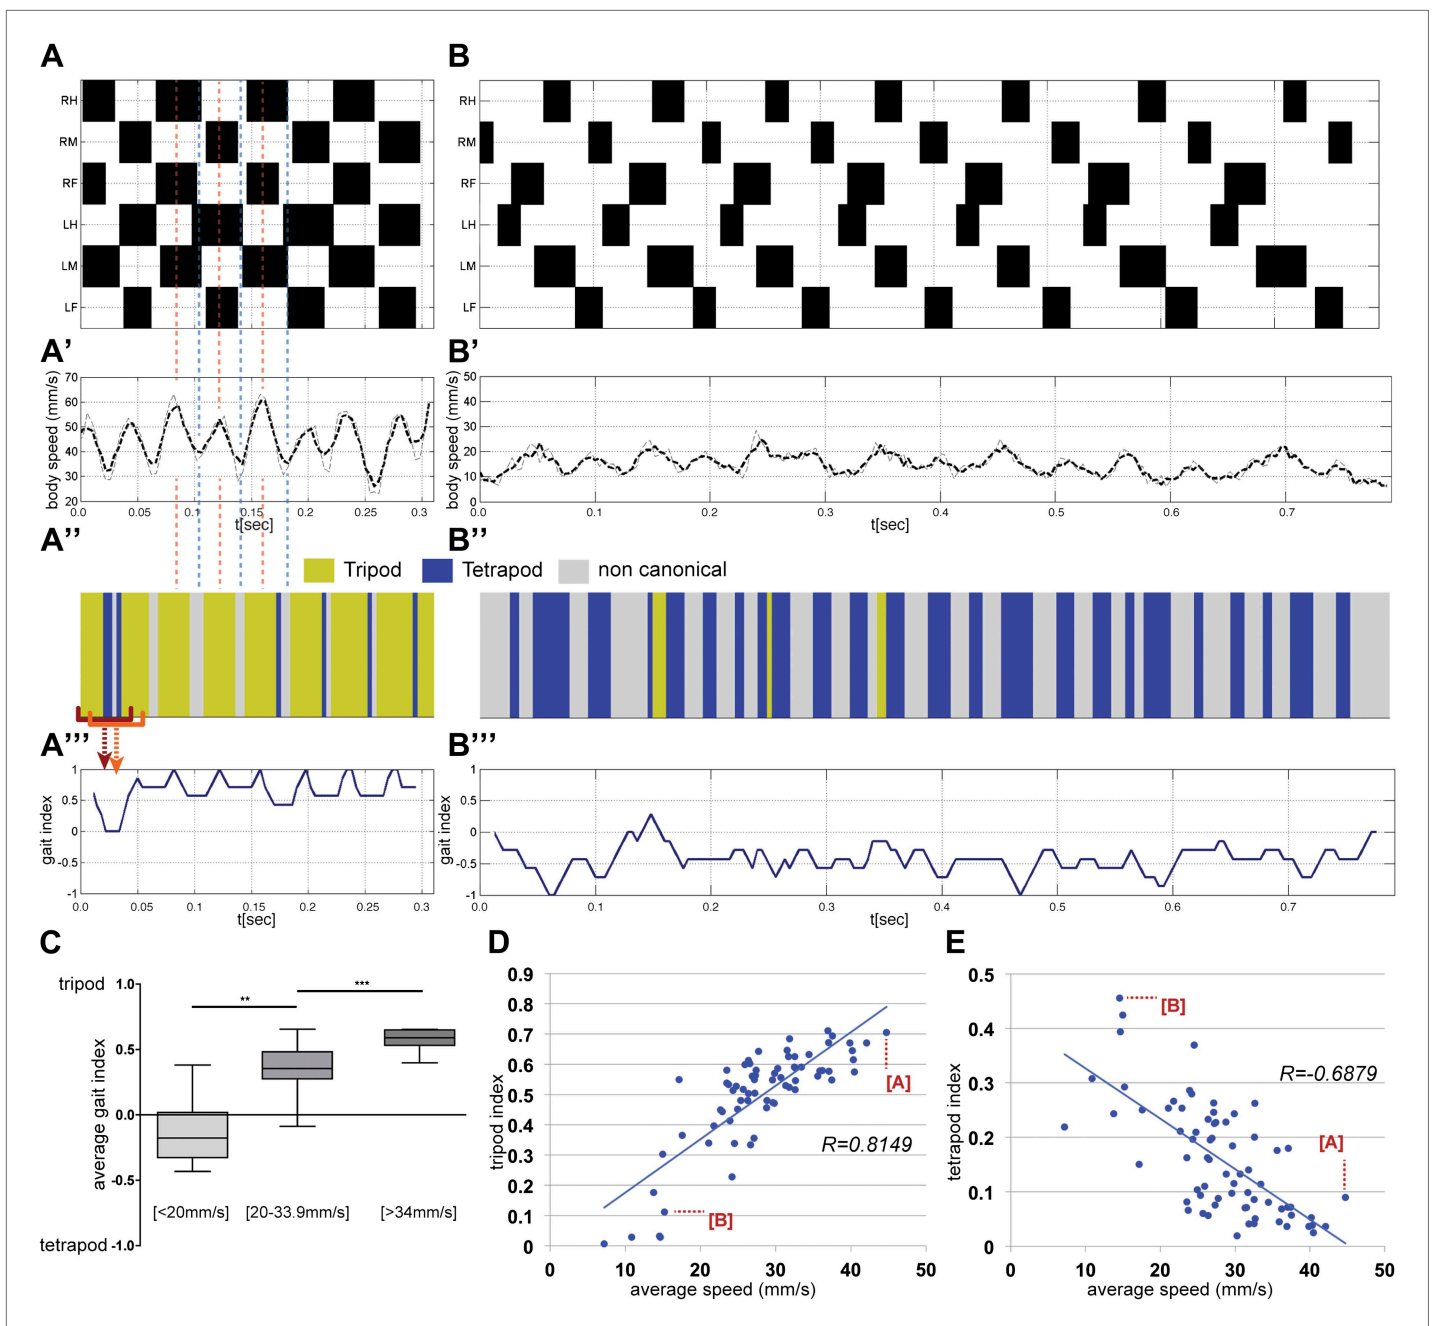 A
B
RH
RM
RF
LH
LM
LF
RH
RM
RF
LH
LM
LF
A’
B’
body speed (mm/s)
70
60
50
40
30
20
0.0
0.05
0.1
0.15
0.2
0.25
0.3
t[sec]
body speed (mm/s)
50
40
30
20
10
0
0.0
0.1
0.2
0.3
0.4
0.5
0.6
0.7
t[sec]
A’’
B’’
Tripod
Tetrapod
non canonical
A’’’
B’’’
gait index
1
0.5
0
-0.5
-1
0.0
0.05
0.1
0.15
0.2
0.25
0.3
t[sec]
gait index
1
0.5
0
-0.5
-1
0.0
0.1
0.2
0.3
0.4
0.5
0.6
0.7
t[sec]
C
tripod
1.0
0.5
0.0
-0.5
tetrapod -1.0
average gait index
**
***
[<20mm/s]
[20-33.9mm/s]
[>34mm/s]
D
tripod index
0.9
0.8
0.7
0.6
0.5
0.4
0.3
0.2
0.1
0
0
10
20
30
40
50
average speed (mm/s)
[A]
R=0.8149
[B]
E
tetrapod index
0.5
0.4
0.3
0.2
0.1
0
0
10
20
30
40
50
average speed (mm/s)
[B]
R=-0.6879
[A]